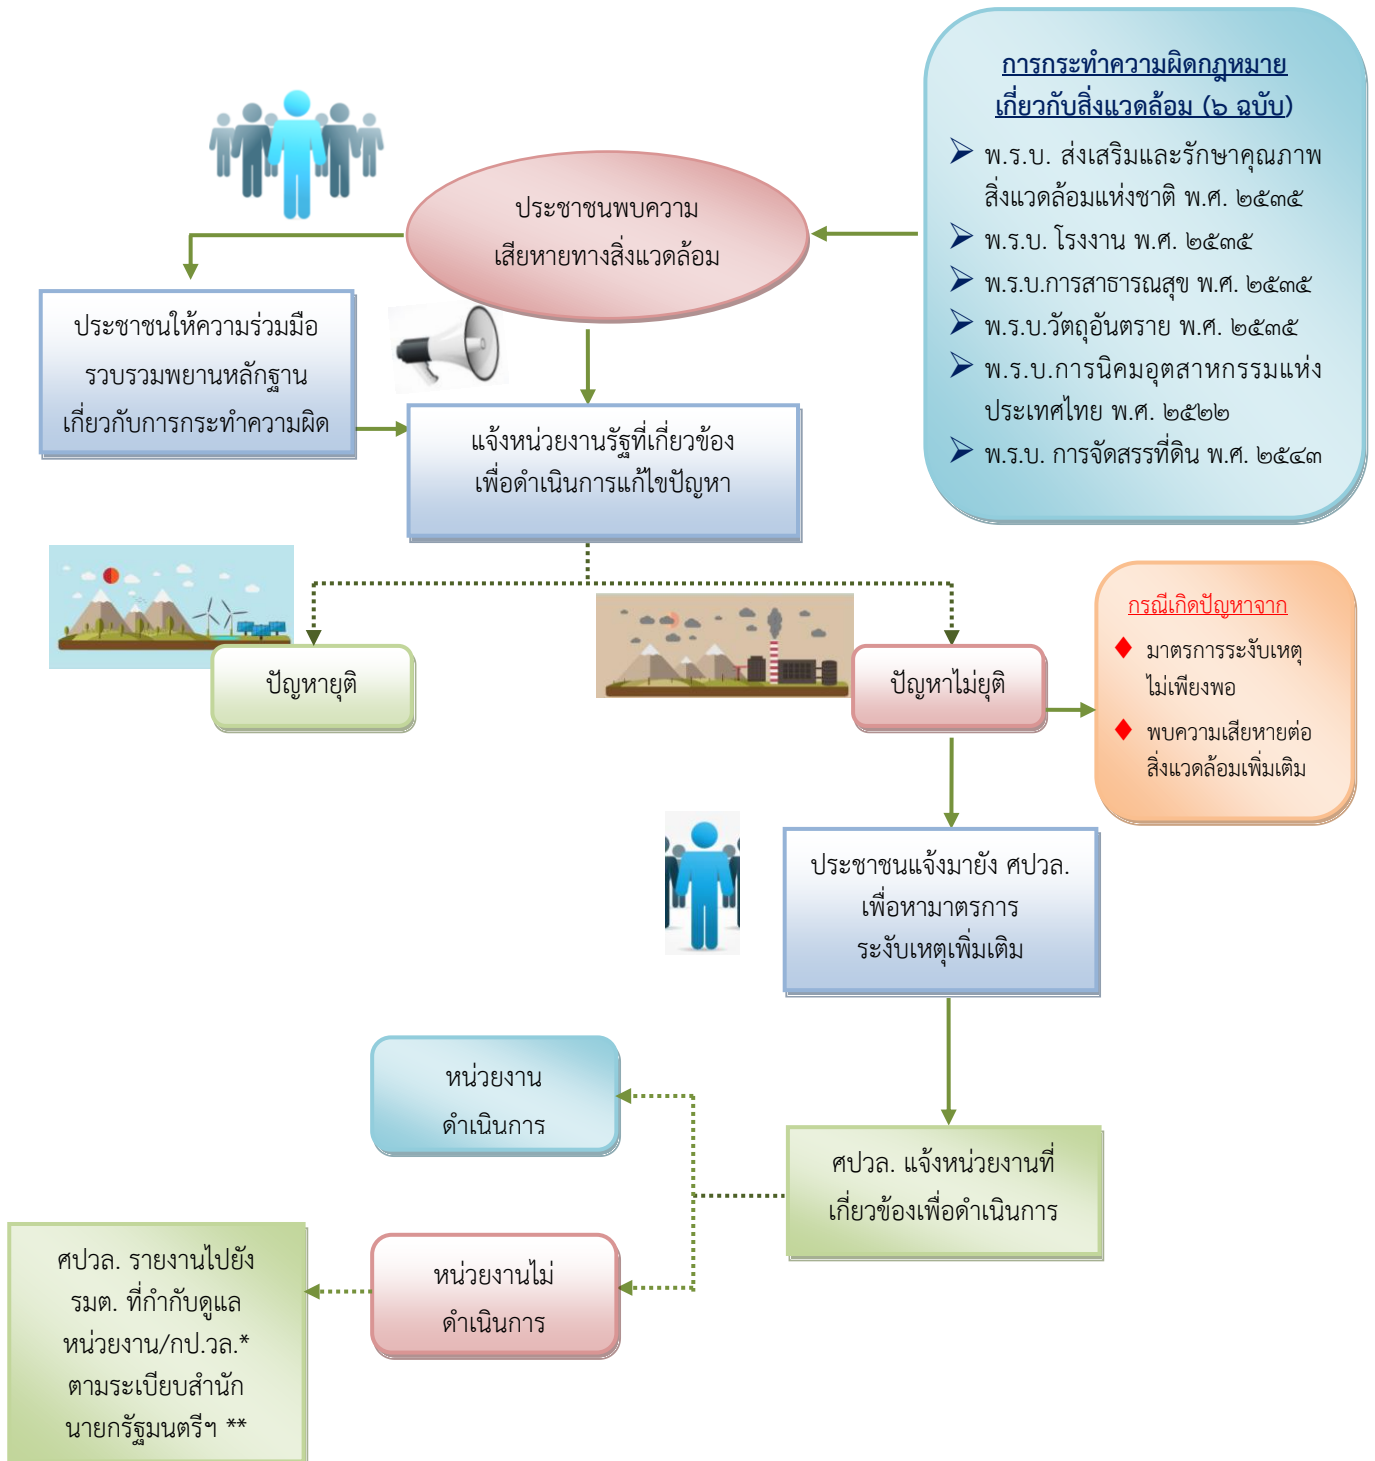 การกระทำความผิดกฎหมาย
เกี่ยวกับสิ่งแวดล้อม (๖ ฉบับ)
พ.ร.บ. ส่งเสริมและรักษาคุณภาพ
สิ่งแวดล้อมแห่งชาติ พ.ศ. ๒๕๓๕
พ.ร.บ. โรงงาน พ.ศ. ๒๕๓๕
พ.ร.บ.การสาธารณสุข พ.ศ. ๒๕๓๕
พ.ร.บ.วัตถุอันตราย พ.ศ. ๒๕๓๕
พ.ร.บ.การนิคมอุตสาหกรรมแห่ง
ประเทศไทย พ.ศ. ๒๕๒๒
พ.ร.บ. การจัดสรรที่ดิน พ.ศ. ๒๕๔๓
ประชาชนพบความ
เสียหายทางสิ่งแวดล้อม
ประชาชนให้ความร่วมมือ
รวบรวมพยานหลักฐาน
เกี่ยวกับการกระทำความผิด
แจ้งหน่วยงานรัฐที่เกี่ยวข้อง
เพื่อดำเนินการแก้ไขปัญหา
ปัญหายุติ
ปัญหาไม่ยุติ
กรณีเกิดปัญหาจาก
มาตรการระงับเหตุ
ไม่เพียงพอ
พบความเสียหายต่อ
สิ่งแวดล้อมเพิ่มเติม
ประชาชนแจ้งมายัง ศปวล.
เพื่อหามาตรการ
ระงับเหตุเพิ่มเติม
ศปวล. แจ้งหน่วยงานที่
เกี่ยวข้องเพื่อดำเนินการ
หน่วยงาน
ดำเนินการ
หน่วยงานไม่
ดำเนินการ
ศปวล. รายงานไปยัง
รมต. ที่กำกับดูแล
หน่วยงาน/กป.วล.*
ตามระเบียบสำนัก
นายกรัฐมนตรีฯ **